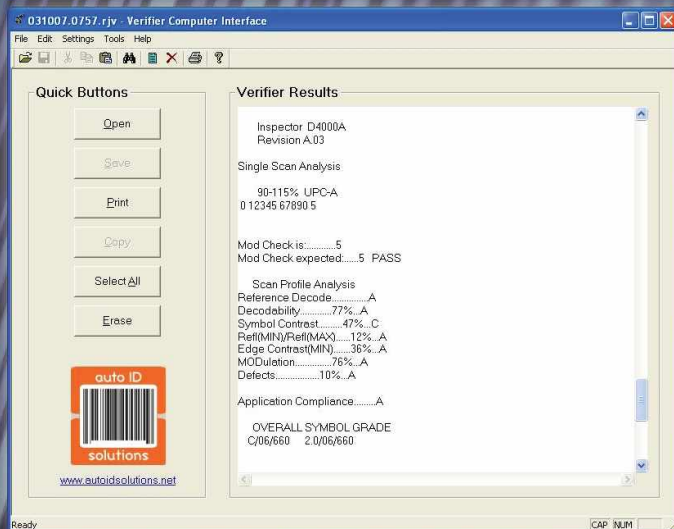 031007.0757.rjv - Verifier Computer Interface
File Edit Settings Tools Help
Quick Buttons
Open
Save
Print
Copy
Select All
Erase
auto ID
solutions
www.autoidsolutions.net
Verifier Results
Inspector D4000A
Revision A.03
Single Scan Analysis
90-115% UPC-A
0 12345 67890 5
Mod Check is:..........5
Mod Check expected:.....5 PASS
Scan Profile Analysis
Reference Decode..............A
Decodability...........77%...A
Symbol Contrast.........47%...C
Refl(MIN)/Refl(MAX).....12%...A
Edge Contrast(MIN)......36%...A
MODulation..............76%...A
Defects.................10%...A
Application Compliance.........A
OVERALL SYMBOL GRADE
C/06/660 2.0/06/660
Ready
CAP NUM